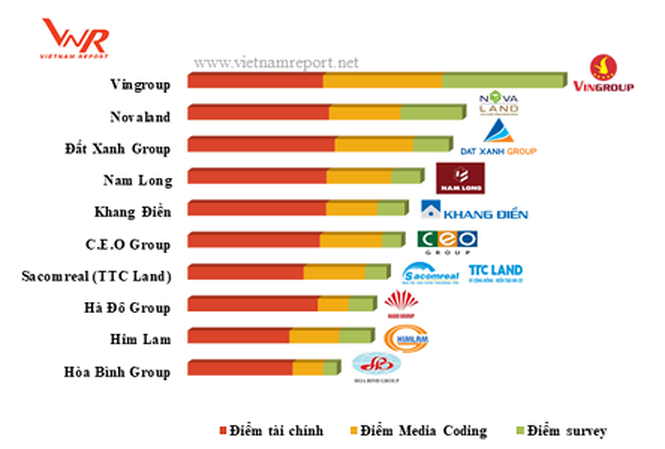 VNR
VIETNAM REPORT
www.vietnamreport.net
Vingroup
VINGROUP
Novaland
NOVA
LAND
Đất Xanh Group
DAT XANH GROUP
Nam Long
NAM LONG
Khang Điền
KHANG ĐIỀN
C.E.O Group
CEO
GROUP
Sacomreal (TTC Land)
Sacomreal
TTC LAND
Hà Đô Group
HADO GROUP
Him Lam
HIMLAM
Hòa Bình Group
HOA BINH GROUP
Điểm tài chính
Điểm Media Coding
Điểm survey